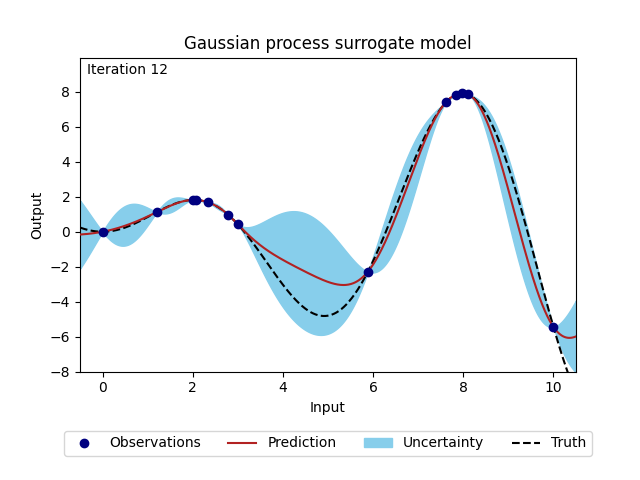 Gaussian process surrogate model
Iteration 12
8
6
4
2
0
−2
−4
−6
−8
Output
0 2 4 6 8 10
Input
Observations Prediction Uncertainty Truth